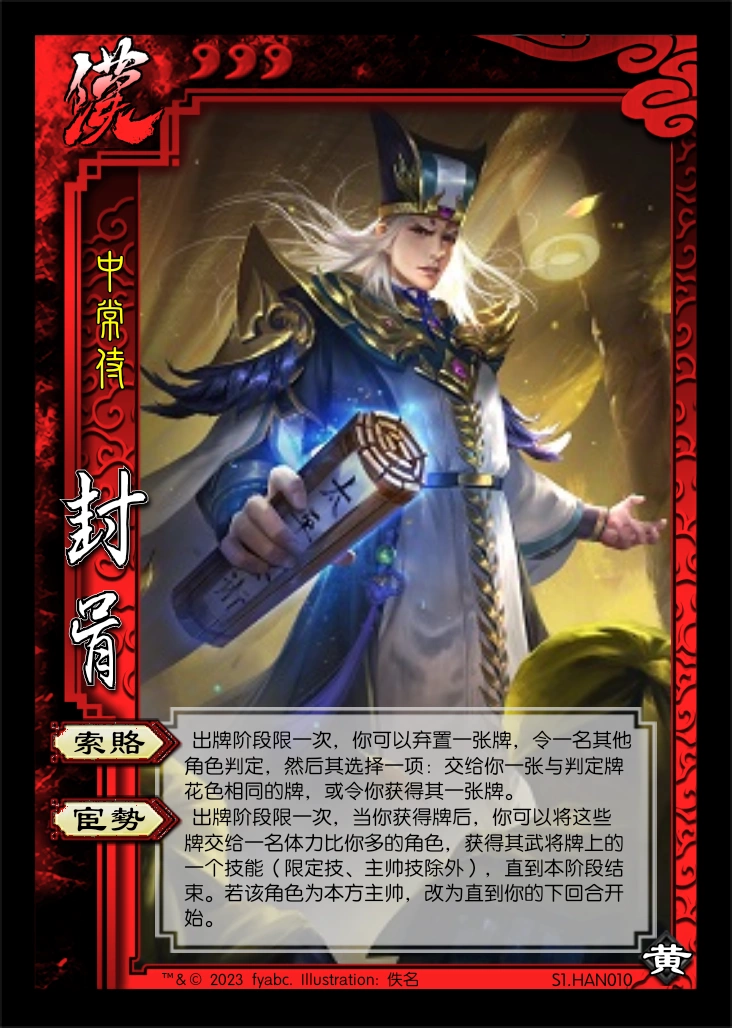 漢
中常侍
封
太平
索賂
出牌阶段限一次，你可以弃置一张牌，令一名其他
角色判定，然后其选择一项：交给你一张与判定牌
花色相同的牌，或令你获得其一张牌。
宦勢
出牌阶段限一次，当你获得牌后，你可以将这些
牌交给一名体力比你多的角色，获得其武将牌上的
一个技能（限定技、主帅技除外），直到本阶段结
束。若该角色为本方主帅，改为直到你的下回合开
始。
™&© 2023 fyabc. Illustration: 佚名
S1.HAN010
黄